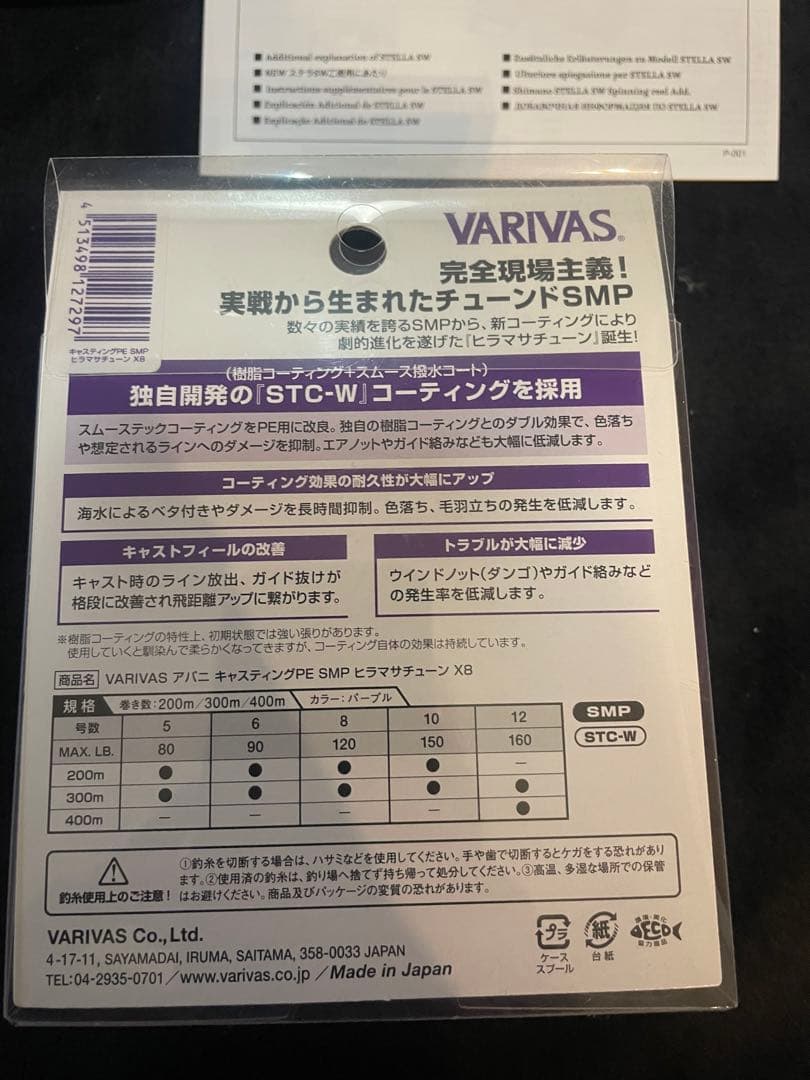 ■ Additional explanation of STELLA SW
■ Instructions supplémentaires pour le STELLA SW
■ Explicación Adicional de STELLA SW
■ Explicação Adicional do STELLA SW
■ Zusätzliche Erläuterungen zu Modell STELLA SW
■ Ulteriore spiegazione per STELLA SW
■ Shimano STELLA SW Spinning reel Add.
■ ДОБАВОЧНАЯ ИНФОРМАЦИЯ ПО STELLA SW
4 513498 127297
キャスティングPE SMP
ヒラマサチューン X8
VARIVAS®
完全現場主義!
実戦から生まれたチューンドSMP
数々の実績を誇るSMPから、新コーティングにより
劇的進化を遂げた『ヒラマサチューン』誕生!
(樹脂コーティング+スムース撥水コート)
独自開発の『STC-W』コーティングを採用
スムーステックコーティングをPE用に改良。独自の樹脂コーティングとのダブル効果で、色落ち
や想定されるラインへのダメージを抑制。エアノットやガイド絡みなども大幅に低減します。
コーティング効果の耐久性が大幅にアップ
海水によるベタ付きやダメージを長時間抑制。色落ち、毛羽立ちの発生を低減します。
キャストフィールの改善
キャスト時のライン放出、ガイド抜けが
格段に改善され飛距離アップに繋がります。
トラブルが大幅に減少
ウインドノット(ダンゴ)やガイド絡みなど
の発生率を低減します。
※樹脂コーティングの特性上、初期状態では強い張りがあります。
使用していくと馴染んで柔らかくなってきますが、コーティング自体の効果は持続しています。
商品名 VARIVAS アバニ キャスティングPE SMP ヒラマサチューン X8
規格 巻き数:200m/300m/400m カラー:パープル
号数 5 6 8 10 12
MAX. LB. 80 90 120 150 160
200m ● ● ● ● —
300m ● ● ● ● ●
400m — — — — ●
SMP
STC-W
釣糸使用上のご注意!
①釣糸を切断する場合は、ハサミなどを使用してください。手や歯で切断するとケガをする恐れがあり
ます。②使用済の釣糸は、釣り場へ捨てず持ち帰って処分してください。③高温、多湿な場所での保管
はお避けください。商品及びパッケージの変質の恐れがあります。
VARIVAS Co.,Ltd.
4-17-11, SAYAMADAI, IRUMA, SAITAMA, 358-0033 JAPAN
TEL:04-2935-0701/www.varivas.co.jp/Made in Japan
プラ
ケース
スプール
紙
台紙
環境・美化
ECO
協力商品